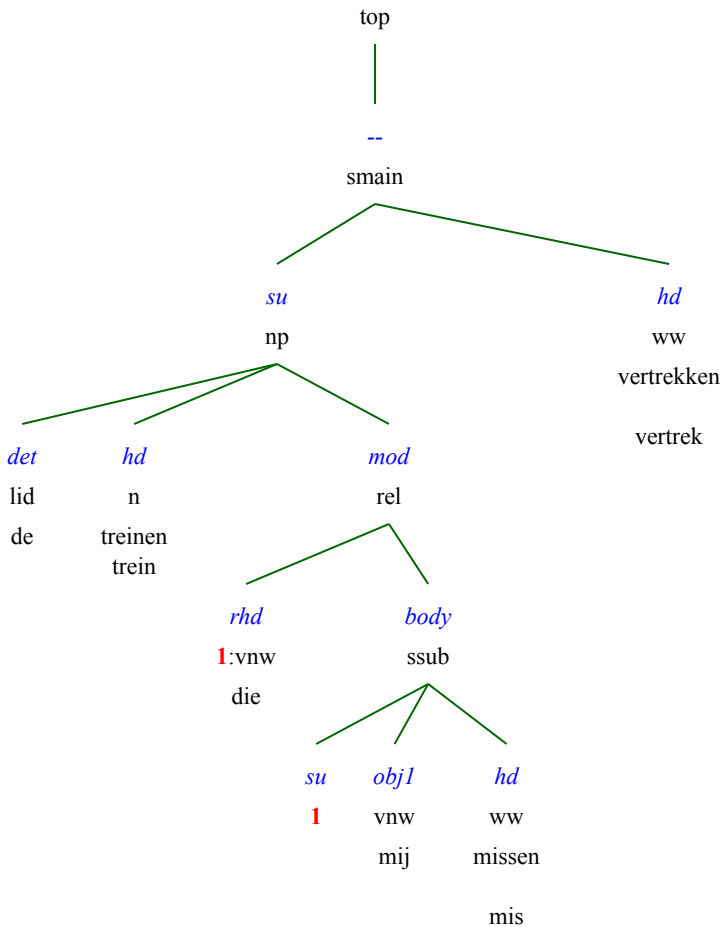 top
--
smain
su hd
np ww
vertrekken
vertrek
det hd mod
lid n rel
de treinen
trein
rhd body
1:vnw ssub
die
su obj1 hd
1 vnw ww
mij missen
mis